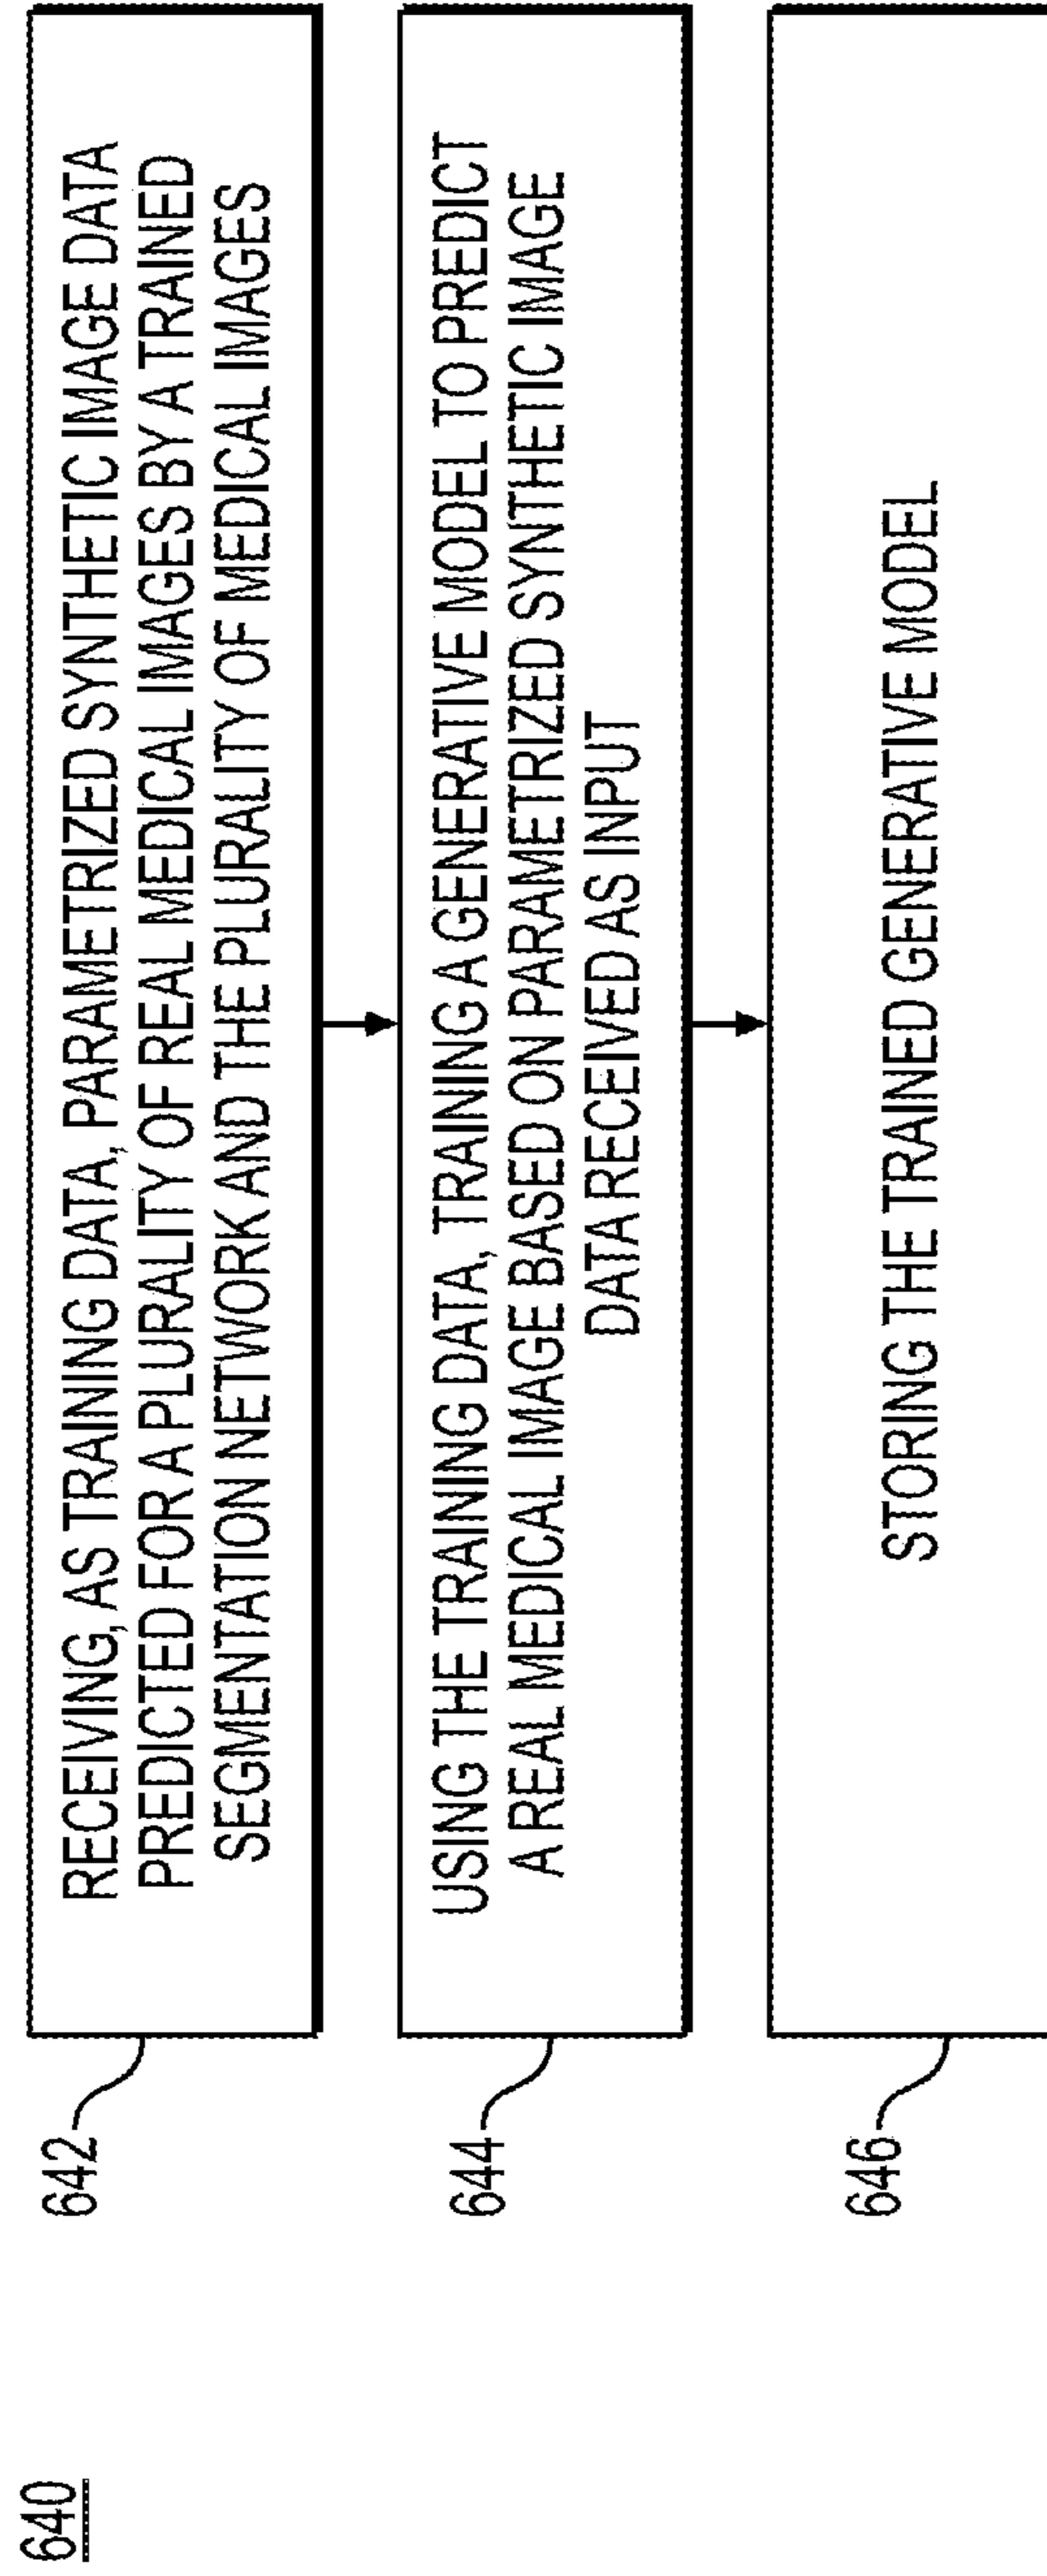 640
642
RECEIVING, AS TRAINING DATA, PARAMETRIZED SYNTHETIC IMAGE DATA
PREDICTED FOR A PLURALITY OF REAL MEDICAL IMAGES BY A TRAINED
SEGMENTATION NETWORK AND THE PLURALITY OF MEDICAL IMAGES
644
USING THE TRAINING DATA, TRAINING A GENERATIVE MODEL TO PREDICT
A REAL MEDICAL IMAGE BASED ON PARAMETRIZED SYNTHETIC IMAGE
DATA RECEIVED AS INPUT
646
STORING THE TRAINED GENERATIVE MODEL